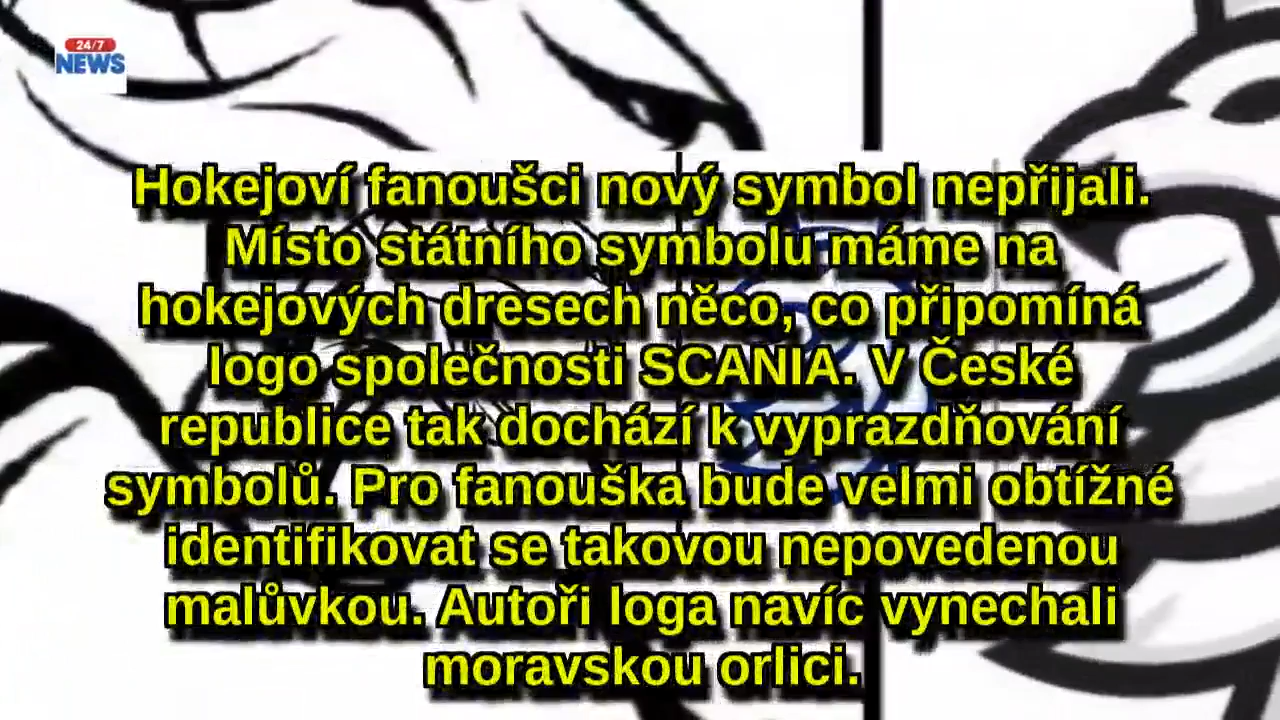 24/7
NEWS
Hokejoví fanoušci nový symbol nepřijali.
Místo státního symbolu máme na
hokejových dresech něco, co připomíná
logo společnosti SCANIA. V České
republice tak dochází k vyprazdňování
symbolů. Pro fanouška bude velmi obtížné
identifikovat se takovou nepovedenou
malůvkou. Autoři loga navíc vynechali
moravskou orlici.